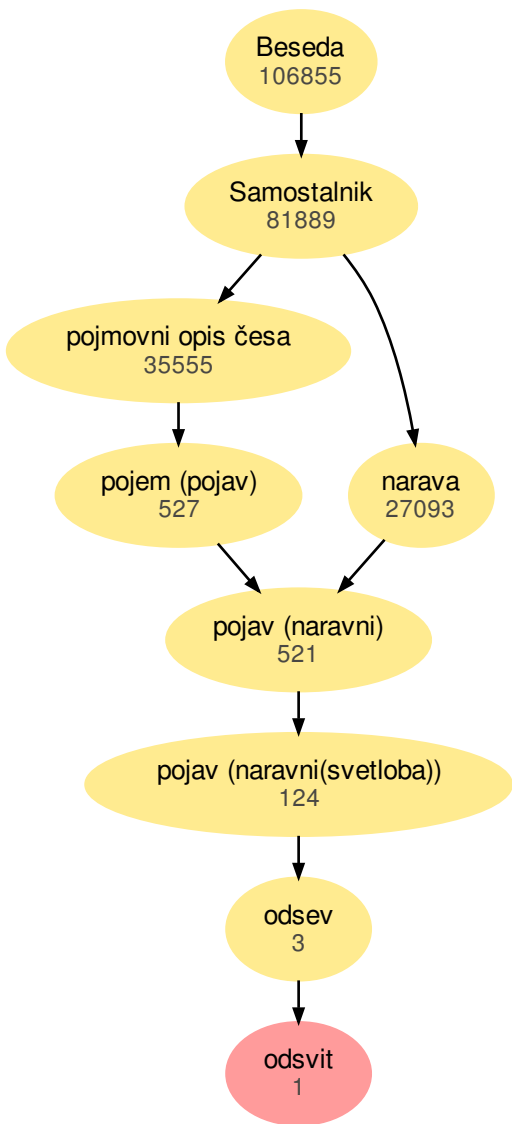 Beseda
106855
Samostalnik
81889
pojmovni opis česa
35555
pojem (pojav)
527
narava
27093
pojav (naravni)
521
pojav (naravni(svetloba))
124
odsev
3
odsvit
1